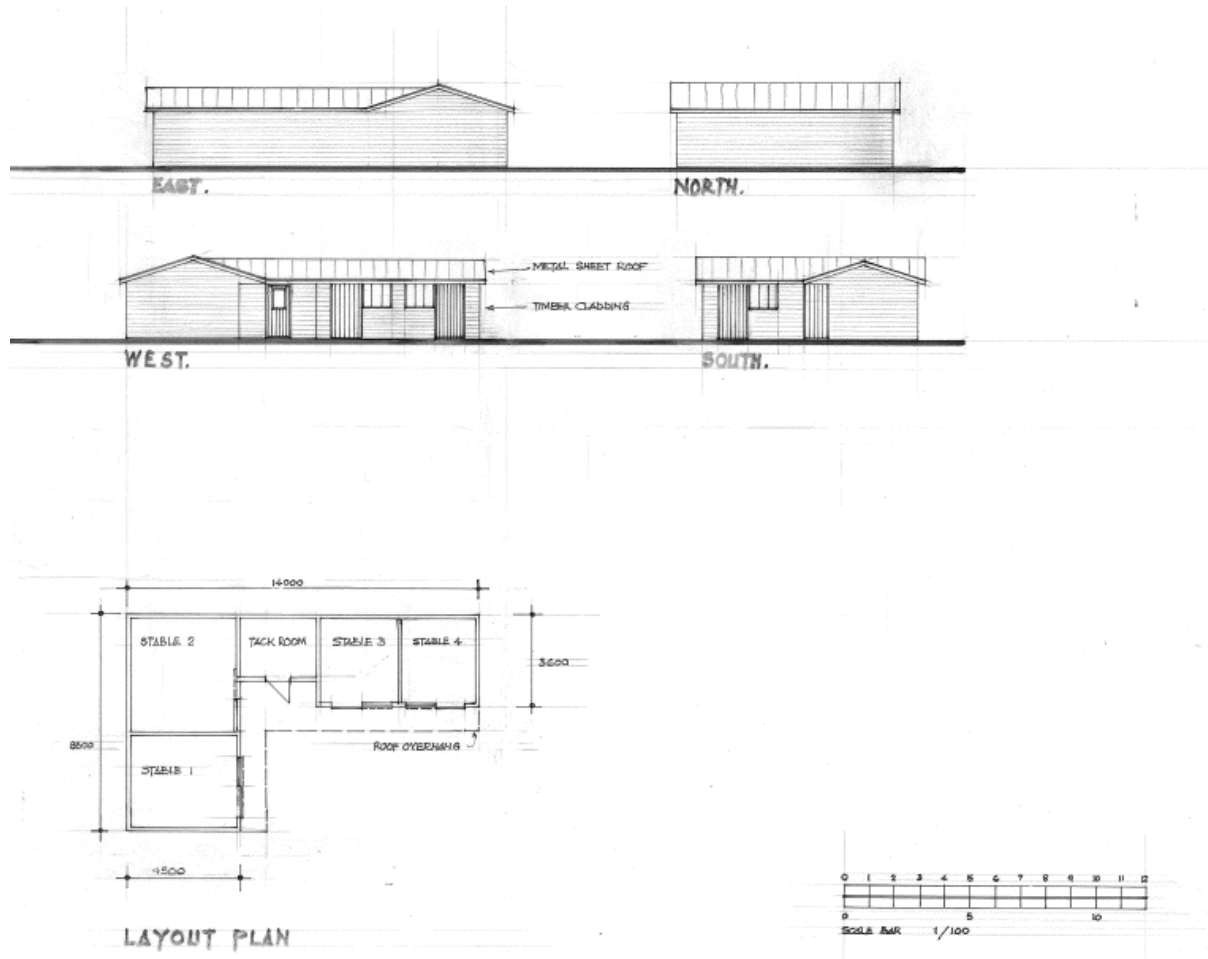 EAST.
NORTH.
METAL SHEET ROOF
TIMBER CLADDING
WEST.
SOUTH.
14000
STABLE 2
TACK ROOM
STABLE 3
STABLE 4
3600
8500
ROOF OVERHANG
STABLE 1
4500
0 1 2 3 4 5 6 7 8 9 10 11 12
0 5 10
SCALE BAR 1/100
LAYOUT PLAN